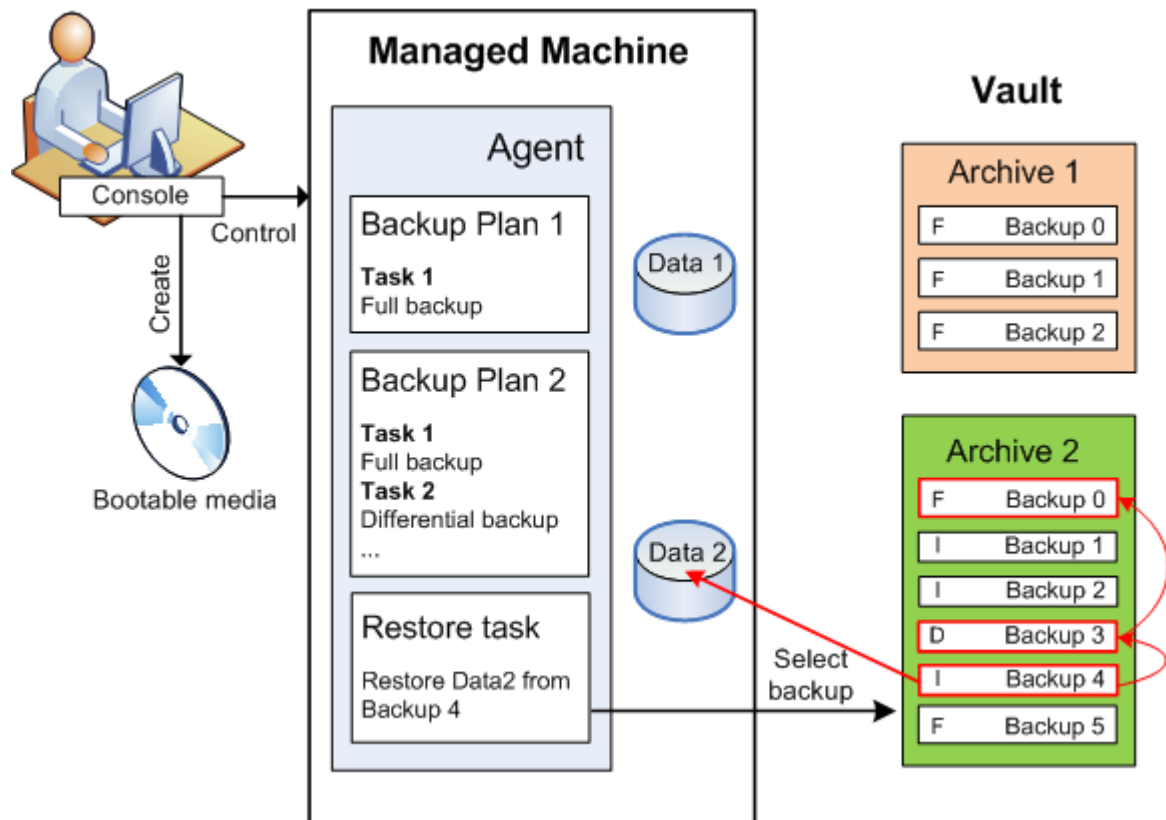 Console
Control
Create
Bootable media
Managed Machine
Agent
Backup Plan 1
Task 1
Full backup
Backup Plan 2
Task 1
Full backup
Task 2
Differential backup
...
Restore task
Restore Data2 from
Backup 4
Data 1
Data 2
Select
backup
Vault
Archive 1
F Backup 0
F Backup 1
F Backup 2
Archive 2
F Backup 0
I Backup 1
I Backup 2
D Backup 3
I Backup 4
F Backup 5